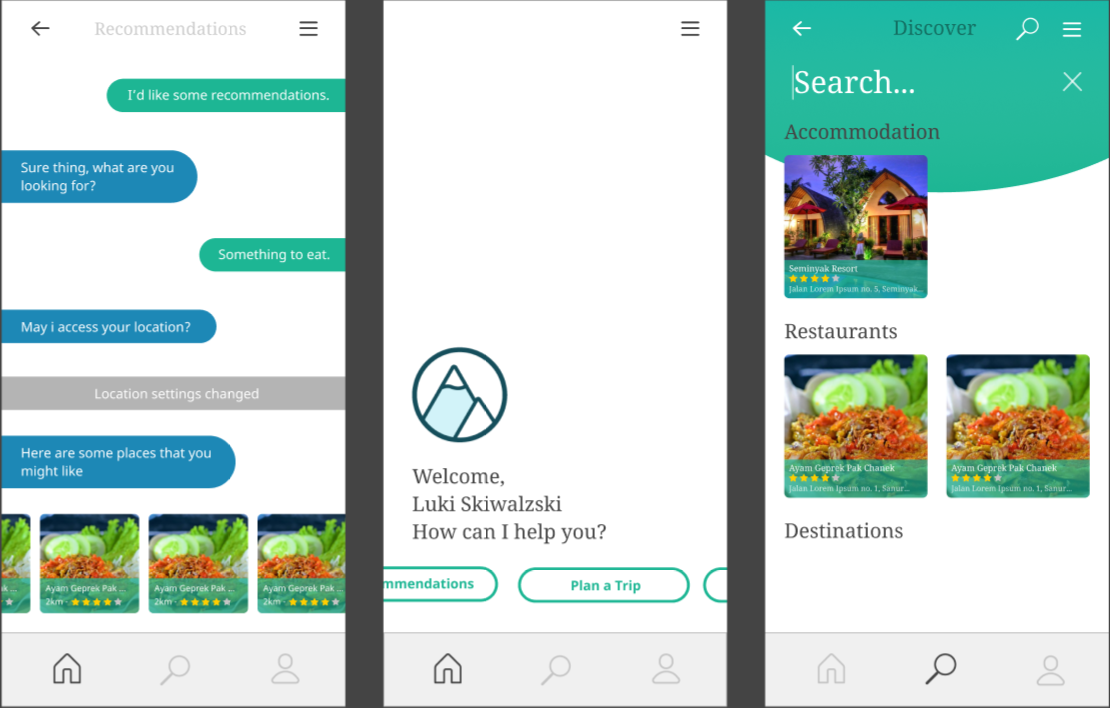 Recommendations
I'd like some recommendations.
Sure thing, what are you
looking for?
Something to eat.
May i access your location?
Location settings changed
Here are some places that you
might like
k ...
Ayam Geprek Pak ...
2km -
Ayam Geprek Pak ...
2km -
Ayam Geprek Pak ...
2km -
Welcome,
Luki Skiwalzski
How can I help you?
mmendations
Plan a Trip
Discover
Search...
Accommodation
Seminyak Resort
Jalan Lorem Ipsum no. 5, Seminyak...
Restaurants
Ayam Geprek Pak Chanek
Jalan Lorem Ipsum no. 1, Sanur...
Ayam Geprek Pak Chanek
Jalan Lorem Ipsum no. 1, Sanur...
Destinations